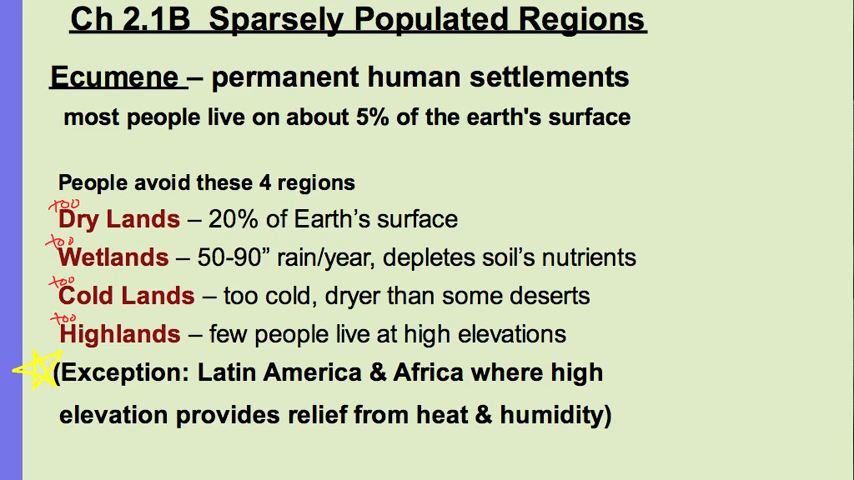 Ch 2.1B Sparsely Populated Regions
Ecumene – permanent human settlements
most people live on about 5% of the earth's surface
People avoid these 4 regions
too
Dry Lands – 20% of Earth’s surface
too
Wetlands – 50-90” rain/year, depletes soil’s nutrients
too
Cold Lands – too cold, dryer than some deserts
too
Highlands – few people live at high elevations
(Exception: Latin America & Africa where high
elevation provides relief from heat & humidity)